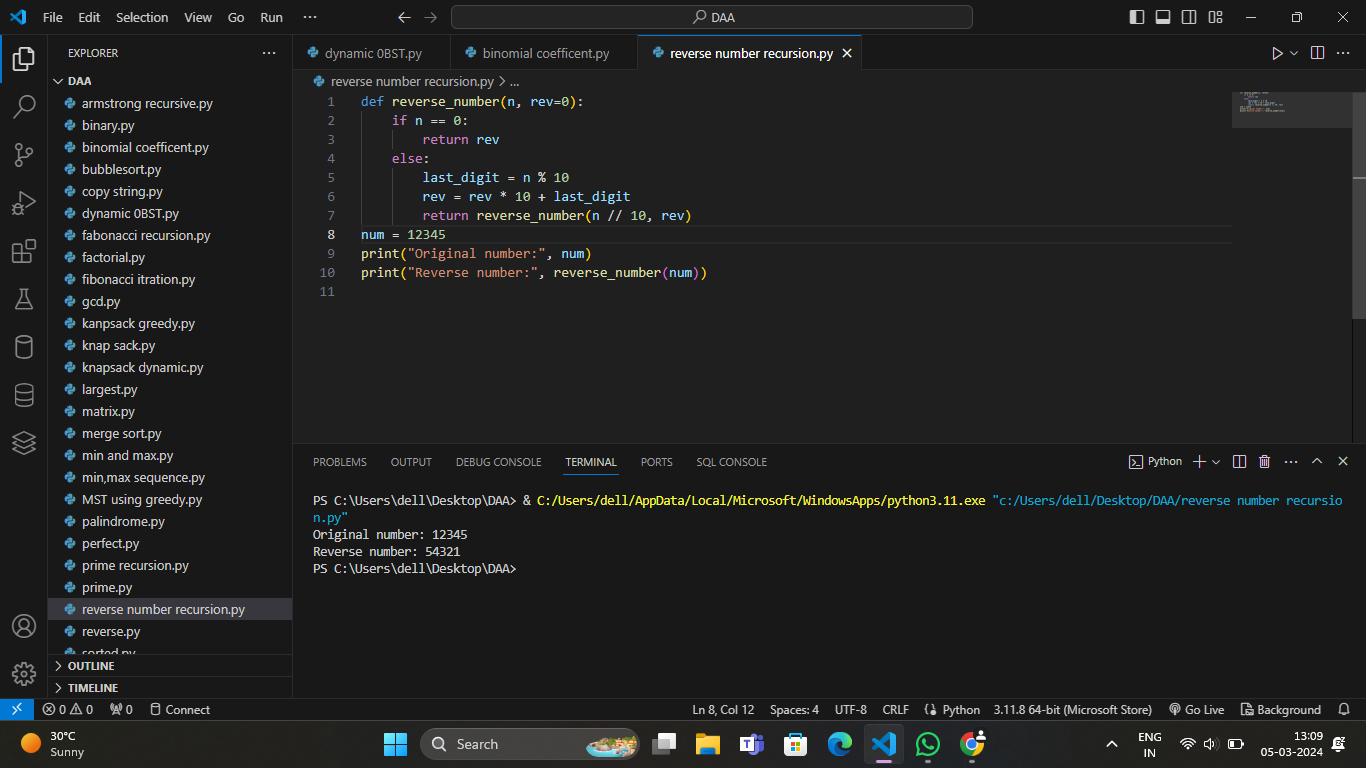 File Edit Selection View Go Run ... DAA
EXPLORER ...
DAA
armstrong recursive.py
binary.py
binomial coefficent.py
bubblesort.py
copy string.py
dynamic 0BST.py
fabonacci recursion.py
factorial.py
fibonacci itration.py
gcd.py
kanpsack greedy.py
knap sack.py
knapsack dynamic.py
largest.py
matrix.py
merge sort.py
min and max.py
min,max sequence.py
MST using greedy.py
palindrome.py
perfect.py
prime recursion.py
prime.py
reverse number recursion.py
reverse.py
sorted.py
OUTLINE
TIMELINE
dynamic 0BST.py binomial coefficent.py reverse number recursion.py
reverse number recursion.py > ...
1 def reverse_number(n, rev=0):
2     if n == 0:
3         return rev
4     else:
5         last_digit = n % 10
6         rev = rev * 10 + last_digit
7         return reverse_number(n // 10, rev)
8 num = 12345
9 print("Original number:", num)
10 print("Reverse number:", reverse_number(num))
11
PROBLEMS OUTPUT DEBUG CONSOLE TERMINAL PORTS SQL CONSOLE Python
PS C:\Users\dell\Desktop\DAA> & C:/Users/dell/AppData/Local/Microsoft/WindowsApps/python3.11.exe "c:/Users/dell/Desktop/DAA/reverse number recursio
n.py"
Original number: 12345
Reverse number: 54321
PS C:\Users\dell\Desktop\DAA>
0 0 0 Connect Ln 8, Col 12 Spaces: 4 UTF-8 CRLF Python 3.11.8 64-bit (Microsoft Store) Go Live Background
30°C
Sunny
Search
ENG
IN
13:09
05-03-2024